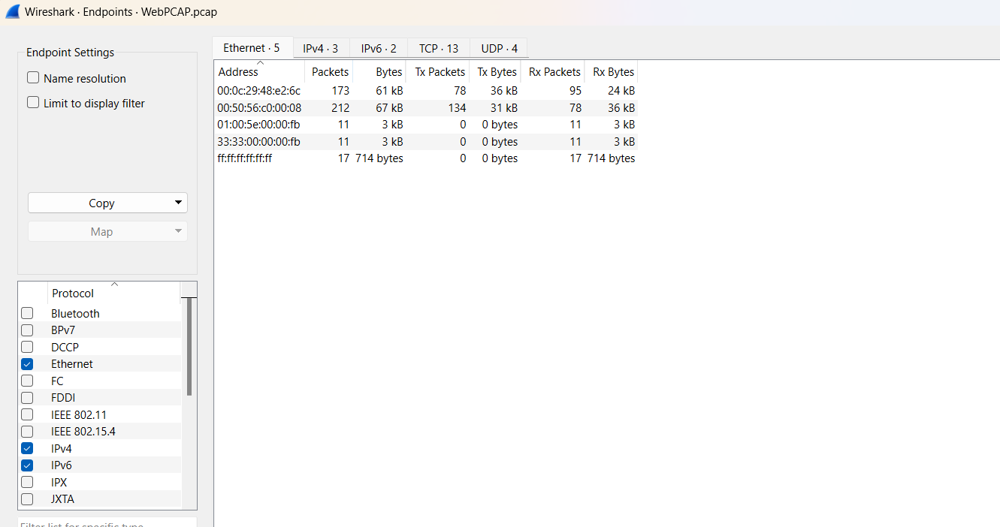 Wireshark · Endpoints · WebPCAP.pcap
Endpoint Settings
Name resolution
Limit to display filter
Copy
Map
Protocol
Bluetooth
BPv7
DCCP
Ethernet
FC
FDDI
IEEE 802.11
IEEE 802.15.4
IPv4
IPv6
IPX
JXTA
Filter list for specific type
Ethernet · 5 IPv4 · 3 IPv6 · 2 TCP · 13 UDP · 4
Address Packets Bytes Tx Packets Tx Bytes Rx Packets Rx Bytes
00:0c:29:48:e2:6c 173 61 kB 78 36 kB 95 24 kB
00:50:56:c0:00:08 212 67 kB 134 31 kB 78 36 kB
01:00:5e:00:00:fb 11 3 kB 0 0 bytes 11 3 kB
33:33:00:00:00:fb 11 3 kB 0 0 bytes 11 3 kB
ff:ff:ff:ff:ff:ff 17 714 bytes 0 0 bytes 17 714 bytes